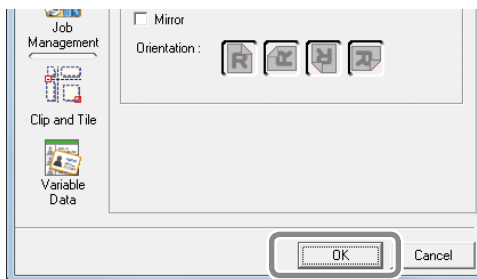 Job
Management
Mirror
Orientation :
R R R R
Clip and Tile
Variable
Data
OK Cancel